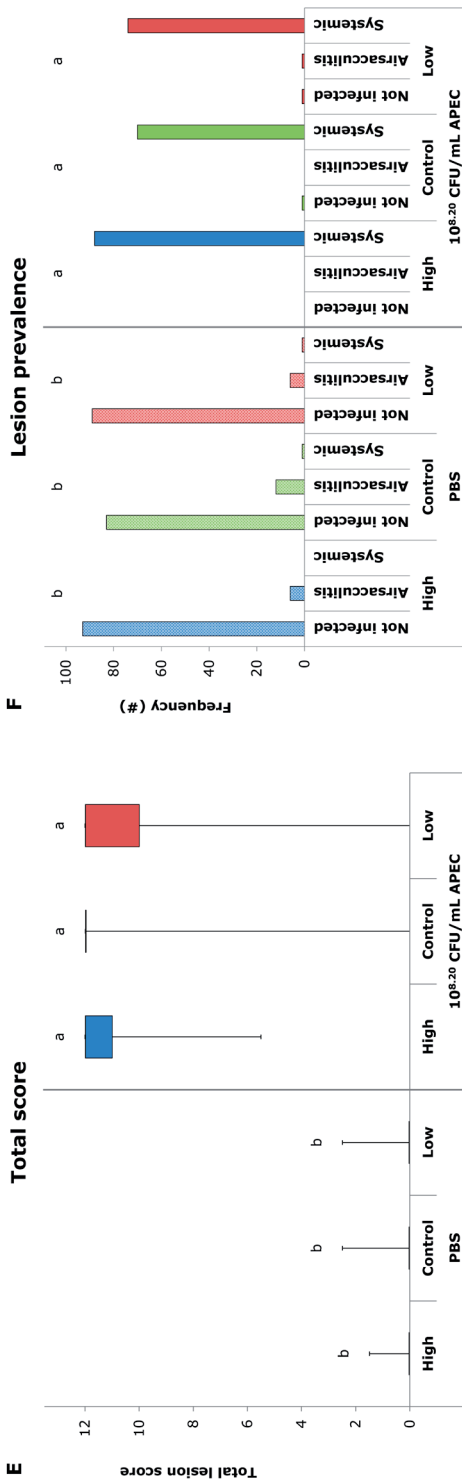 E
Total score
Total lesion score
12
10
8
6
4
2
0
b
b
b
a
a
a
High
Control
Low
High
Control
Low
PBS
10^8.20 CFU/mL APEC
F
Lesion prevalence
Frequency (#)
100
80
60
40
20
0
b
b
b
a
a
a
Not infected
Airsacculitis
Systemic
Not infected
Airsacculitis
Systemic
Not infected
Airsacculitis
Systemic
Not infected
Airsacculitis
Systemic
Not infected
Airsacculitis
Systemic
Not infected
Airsacculitis
Systemic
High
Control
Low
High
Control
Low
PBS
10^8.20 CFU/mL APEC